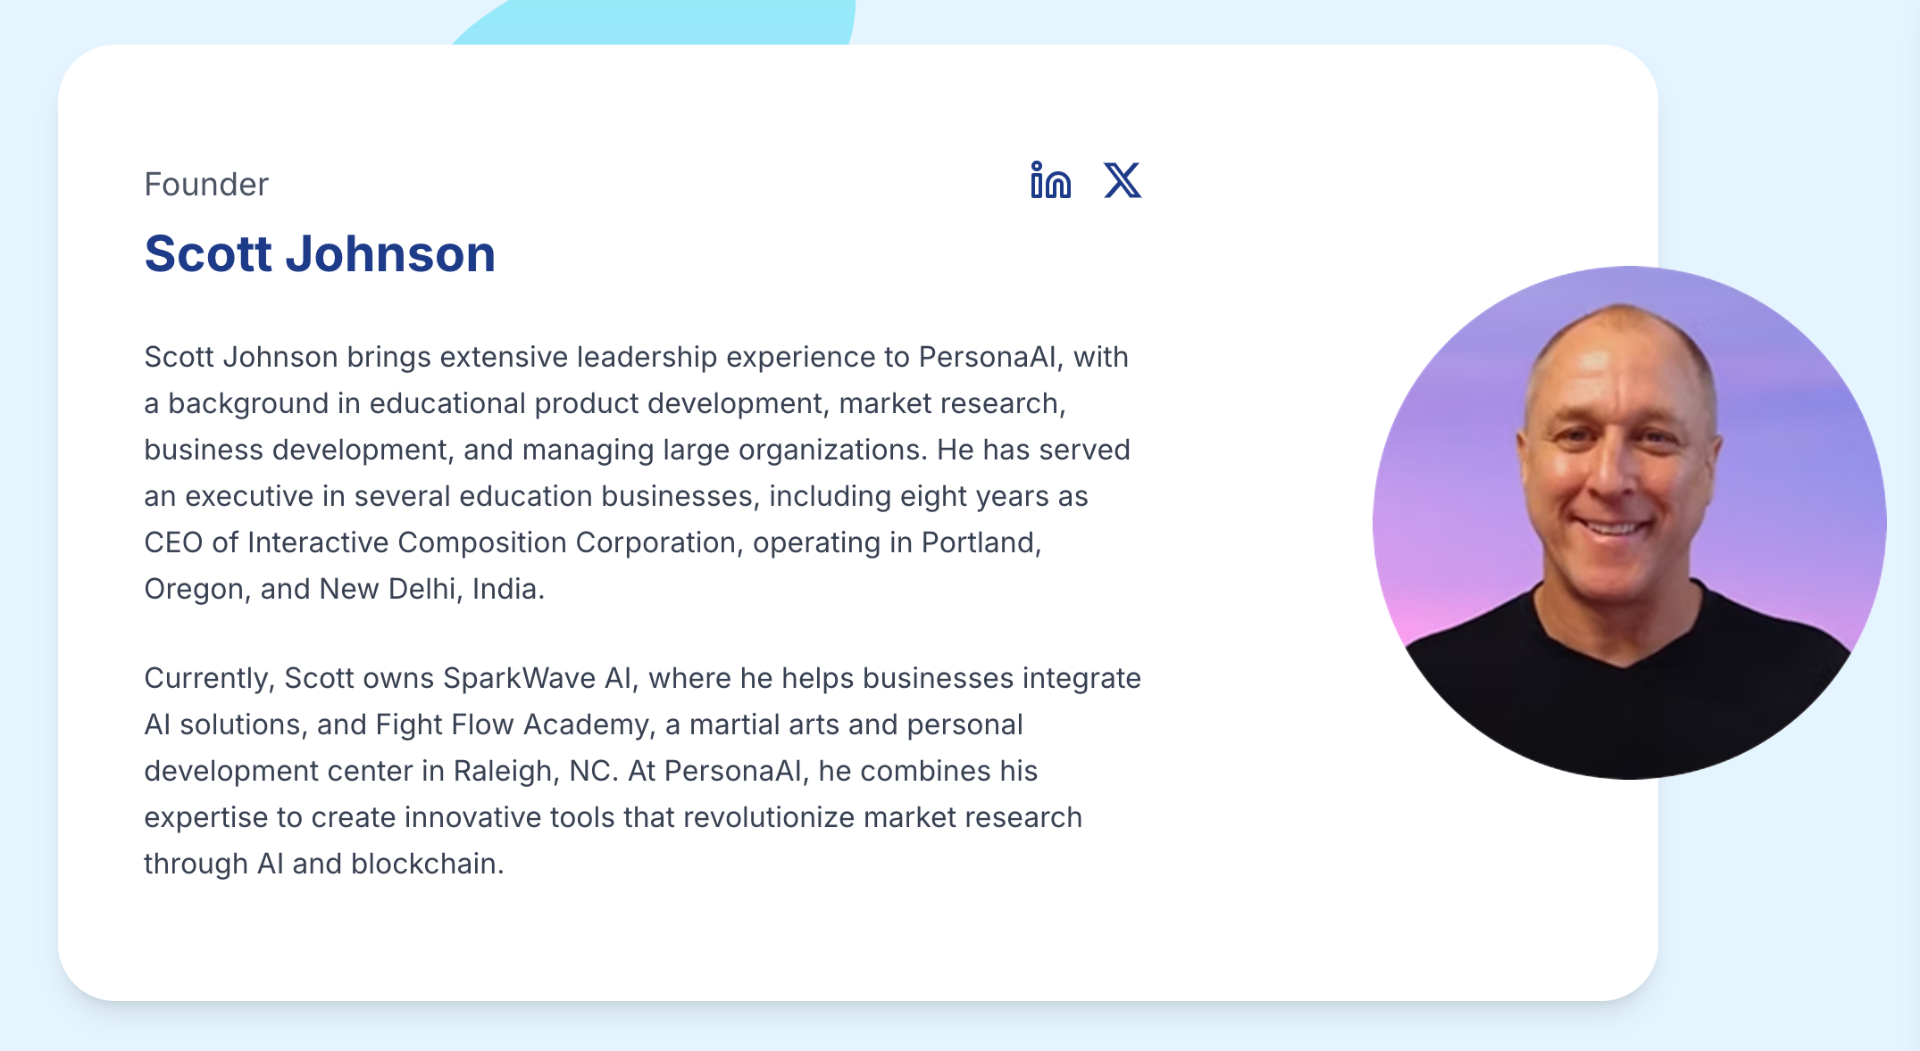 Founder
Scott Johnson
Scott Johnson brings extensive leadership experience to PersonaAI, with
a background in educational product development, market research,
business development, and managing large organizations. He has served
an executive in several education businesses, including eight years as
CEO of Interactive Composition Corporation, operating in Portland,
Oregon, and New Delhi, India.
Currently, Scott owns SparkWave AI, where he helps businesses integrate
AI solutions, and Fight Flow Academy, a martial arts and personal
development center in Raleigh, NC. At PersonaAI, he combines his
expertise to create innovative tools that revolutionize market research
through AI and blockchain.